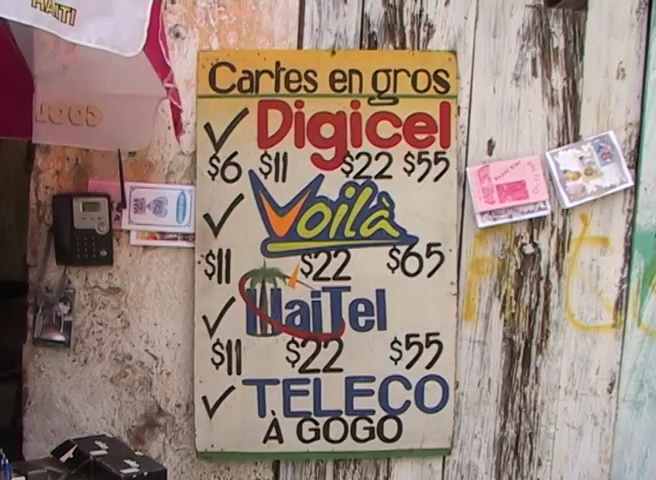 HAITI
COOL
Cartes en gros
Digicel
$6 $11 $22 $55
Voilà
$11 $22 $65
HaiTel
$11 $22 $55
TELECO
À GOGO